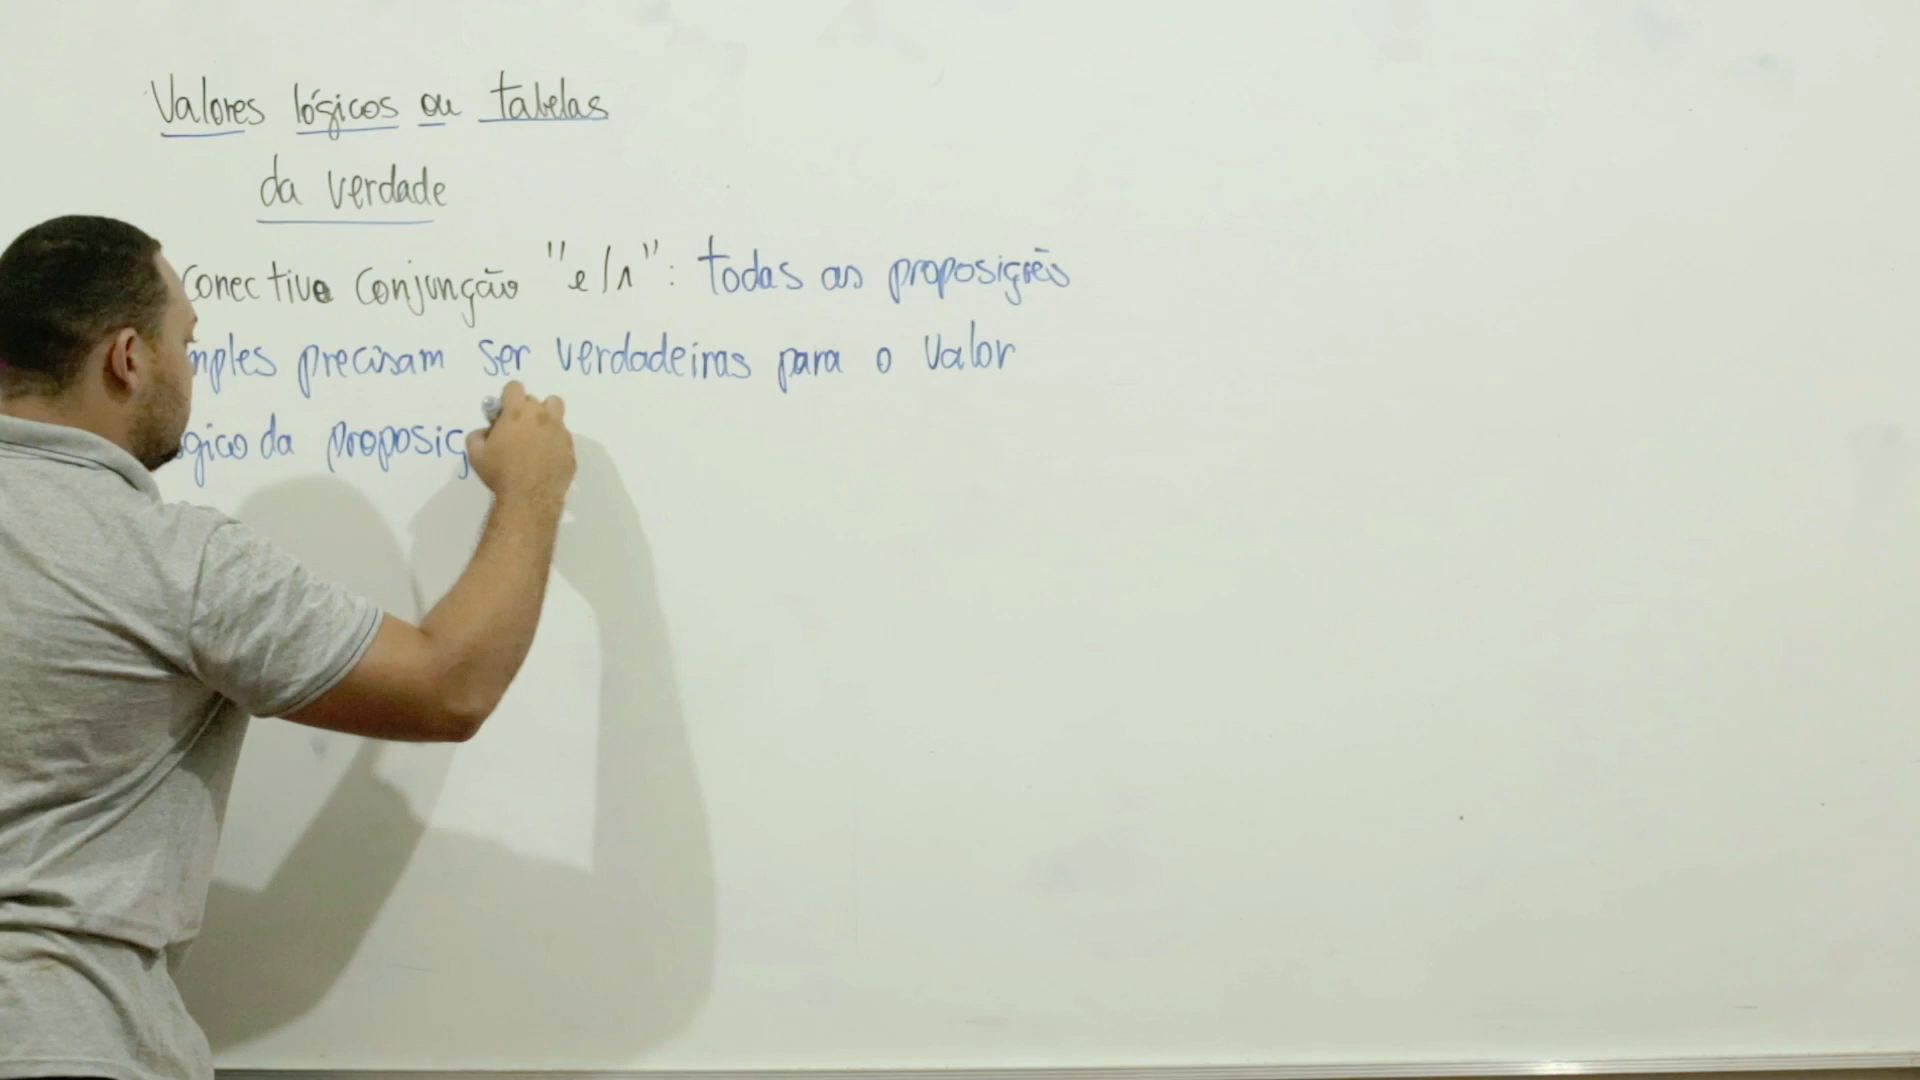 Valores lógicos ou tabelas
da verdade
conectivo conjunção "e/∧": todas as proposições
mples precisam ser verdadeiras para o valor
gico da proposiç